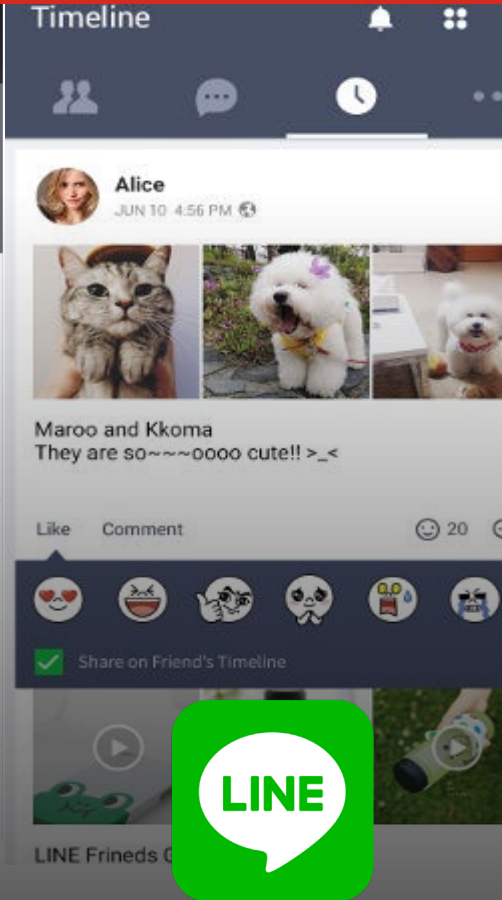 Timeline
Alice
JUN 10 4:56 PM
Maroo and Kkoma
They are so~~~oooo cute!! >_<
Like Comment 20
Share on Friend's Timeline
LINE
LINE Frineds